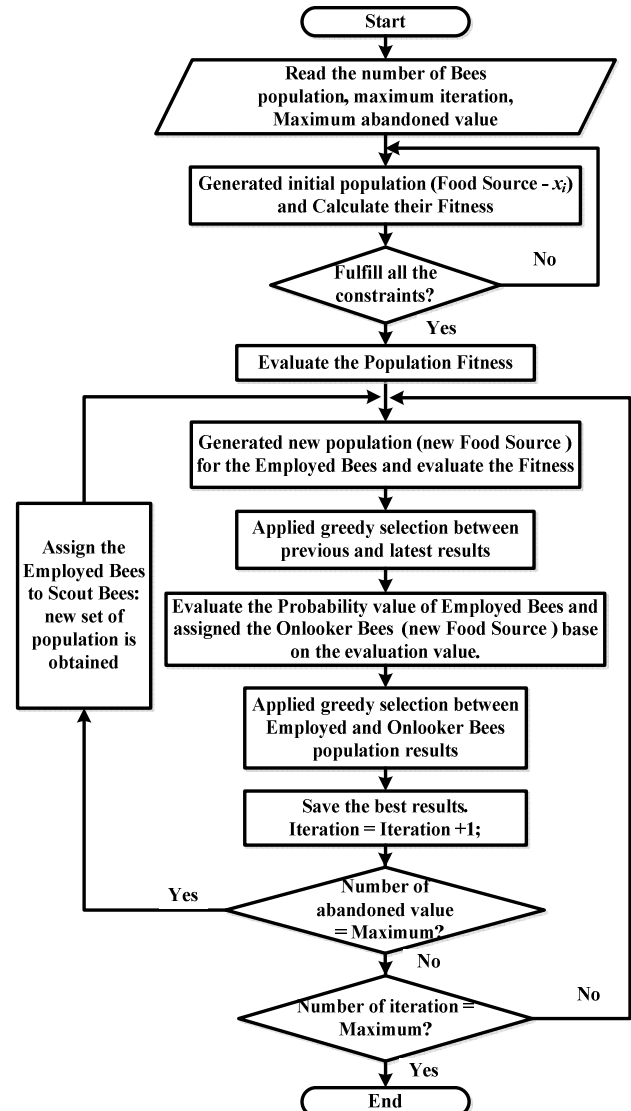 Start
Read the number of Bees
population, maximum iteration,
Maximum abandoned value
Generated initial population (Food Source - xi)
and Calculate their Fitness
Fulfill all the
constraints?
No
Yes
Evaluate the Population Fitness
Generated new population (new Food Source )
for the Employed Bees and evaluate the Fitness
Assign the
Employed Bees
to Scout Bees:
new set of
population is
obtained
Applied greedy selection between
previous and latest results
Evaluate the Probability value of Employed Bees and
assigned the Onlooker Bees (new Food Source ) base
on the evaluation value.
Applied greedy selection between
Employed and Onlooker Bees
population results
Save the best results.
Iteration = Iteration +1;
Yes
Number of
abandoned value
= Maximum?
No
Number of iteration =
Maximum?
No
Yes
End